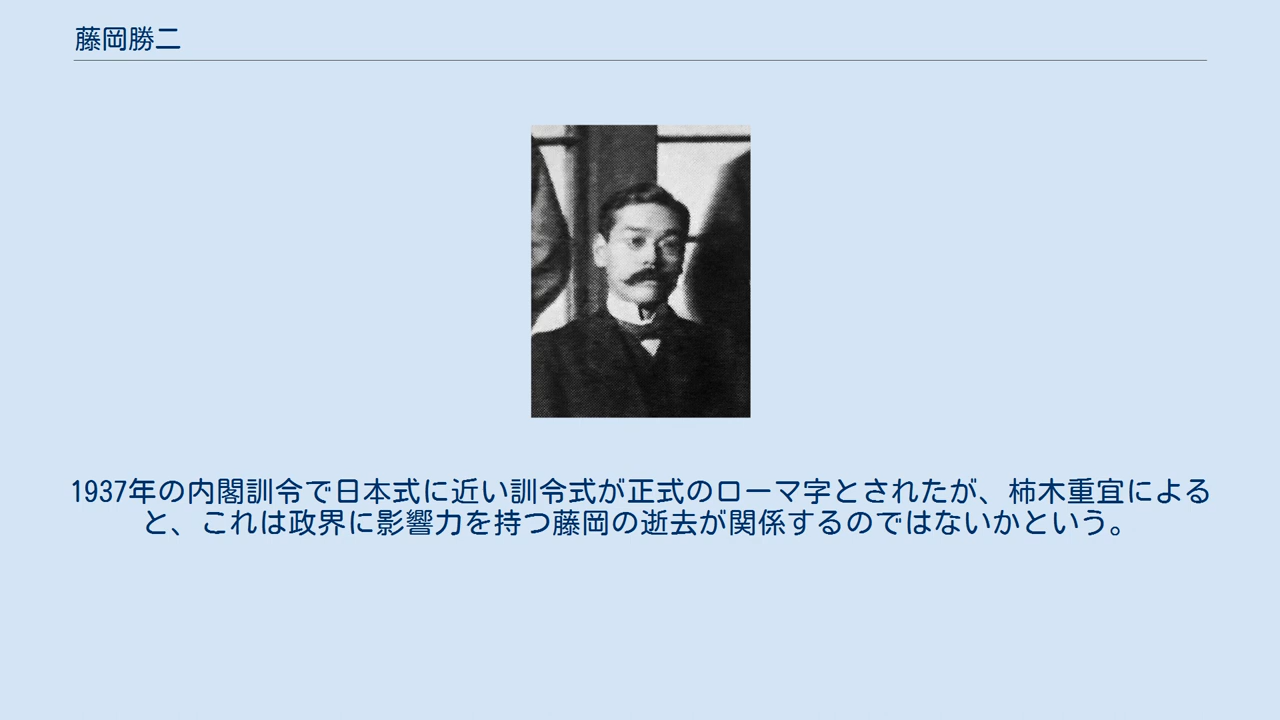 藤岡勝二
1937年の内閣訓令で日本式に近い訓令式が正式のローマ字とされたが、柿木重宜による
と、これは政界に影響力を持つ藤岡の逝去が関係するのではないかという。